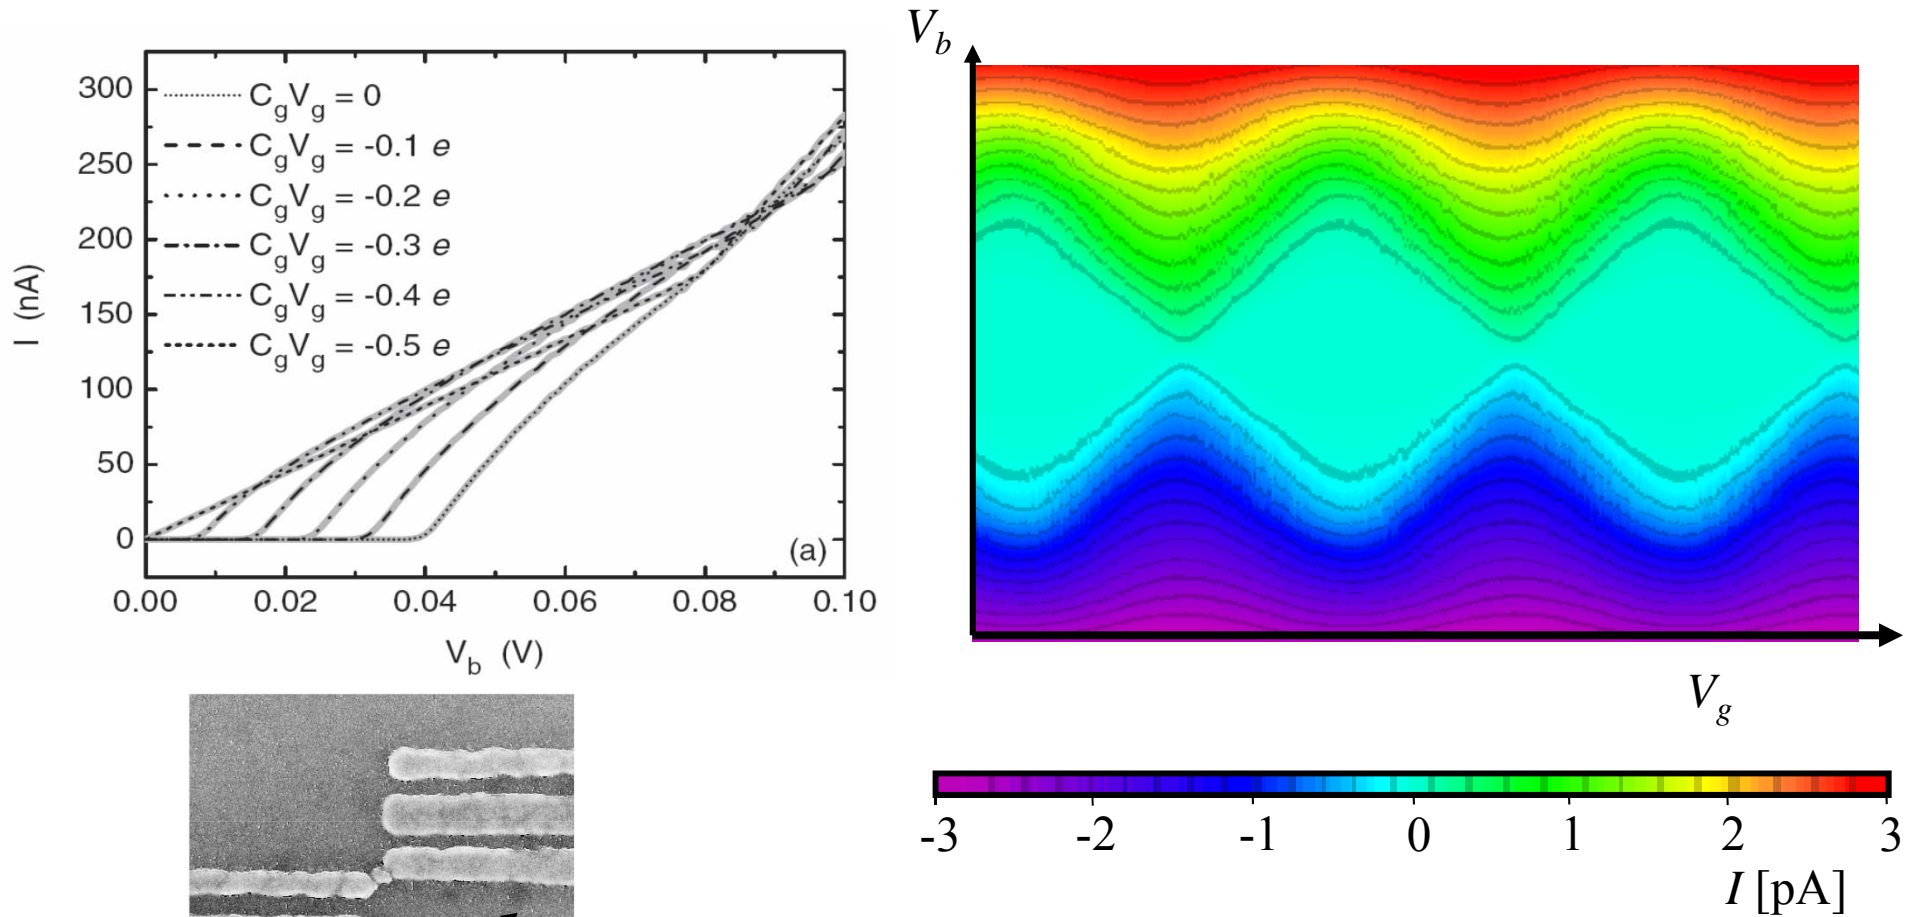 300
250
200
150
100
50
0
I (nA)
C_gV_g = 0
C_gV_g = -0.1 e
C_gV_g = -0.2 e
C_gV_g = -0.3 e
C_gV_g = -0.4 e
C_gV_g = -0.5 e
(a)
0.00 0.02 0.04 0.06 0.08 0.10
V_b (V)
V_b
V_g
-3 -2 -1 0 1 2 3
I [pA]